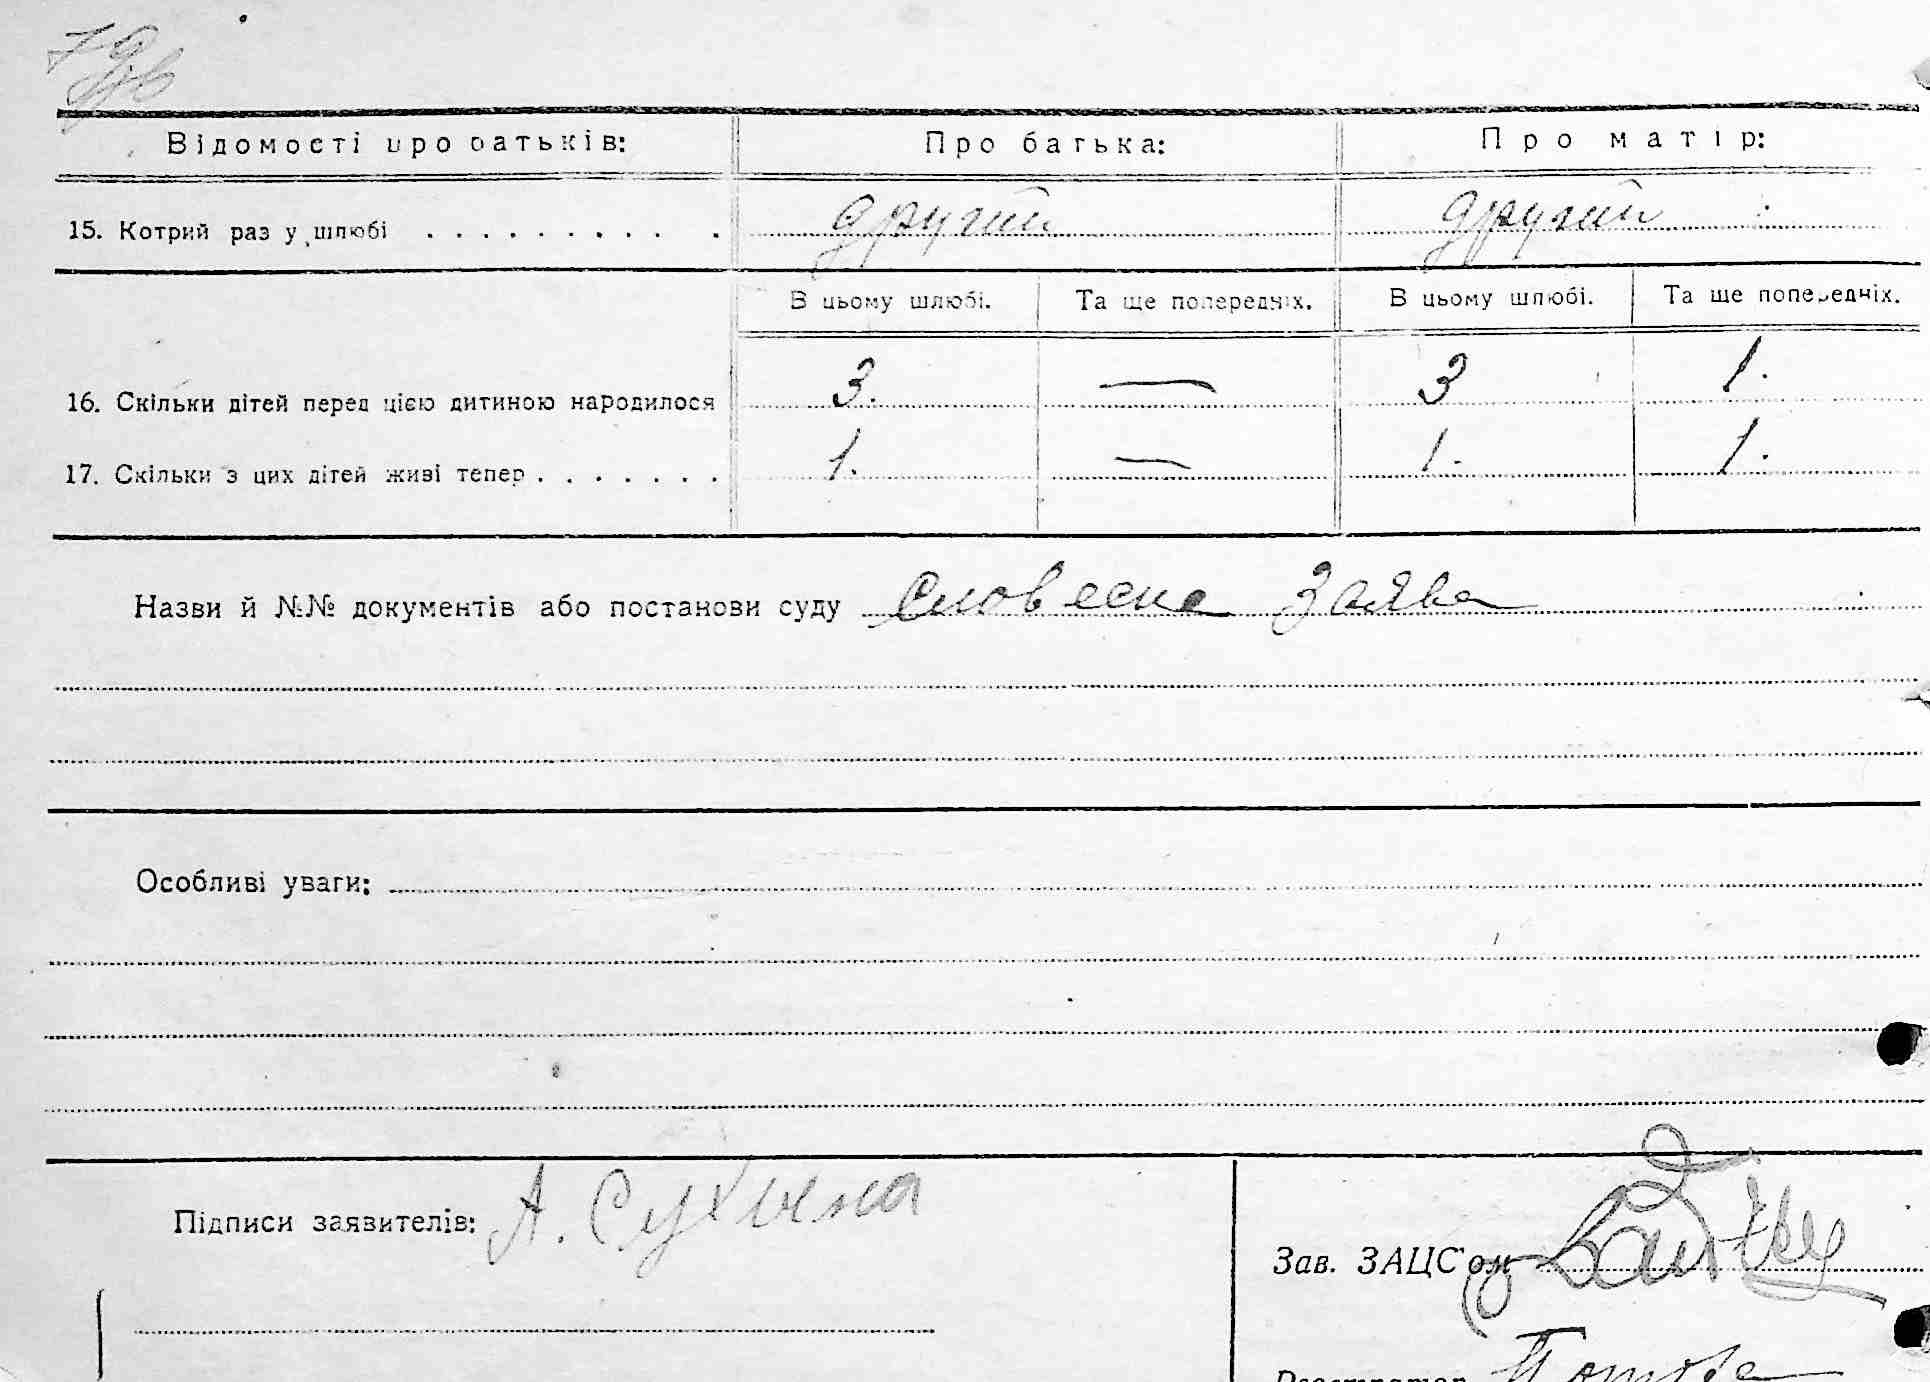 Відомості про батьків: Про батька: Про матір:
15. Котрий раз у шлюбі . . . . . . . . . . другий другий
В цьому шлюбі. Та ще попередніх. В цьому шлюбі. Та ще попередніх.
16. Скільки дітей перед цією дитиною народилося 3. — 3 1.
17. Скільки з цих дітей живі тепер . . . . . . . 1. — 1. 1.
Назви й №№ документів або постанови суду словесна заява
Особливі уваги:
Підписи заявителів: А. Сухина
Зав. ЗАЦС'ом
Реєстратор